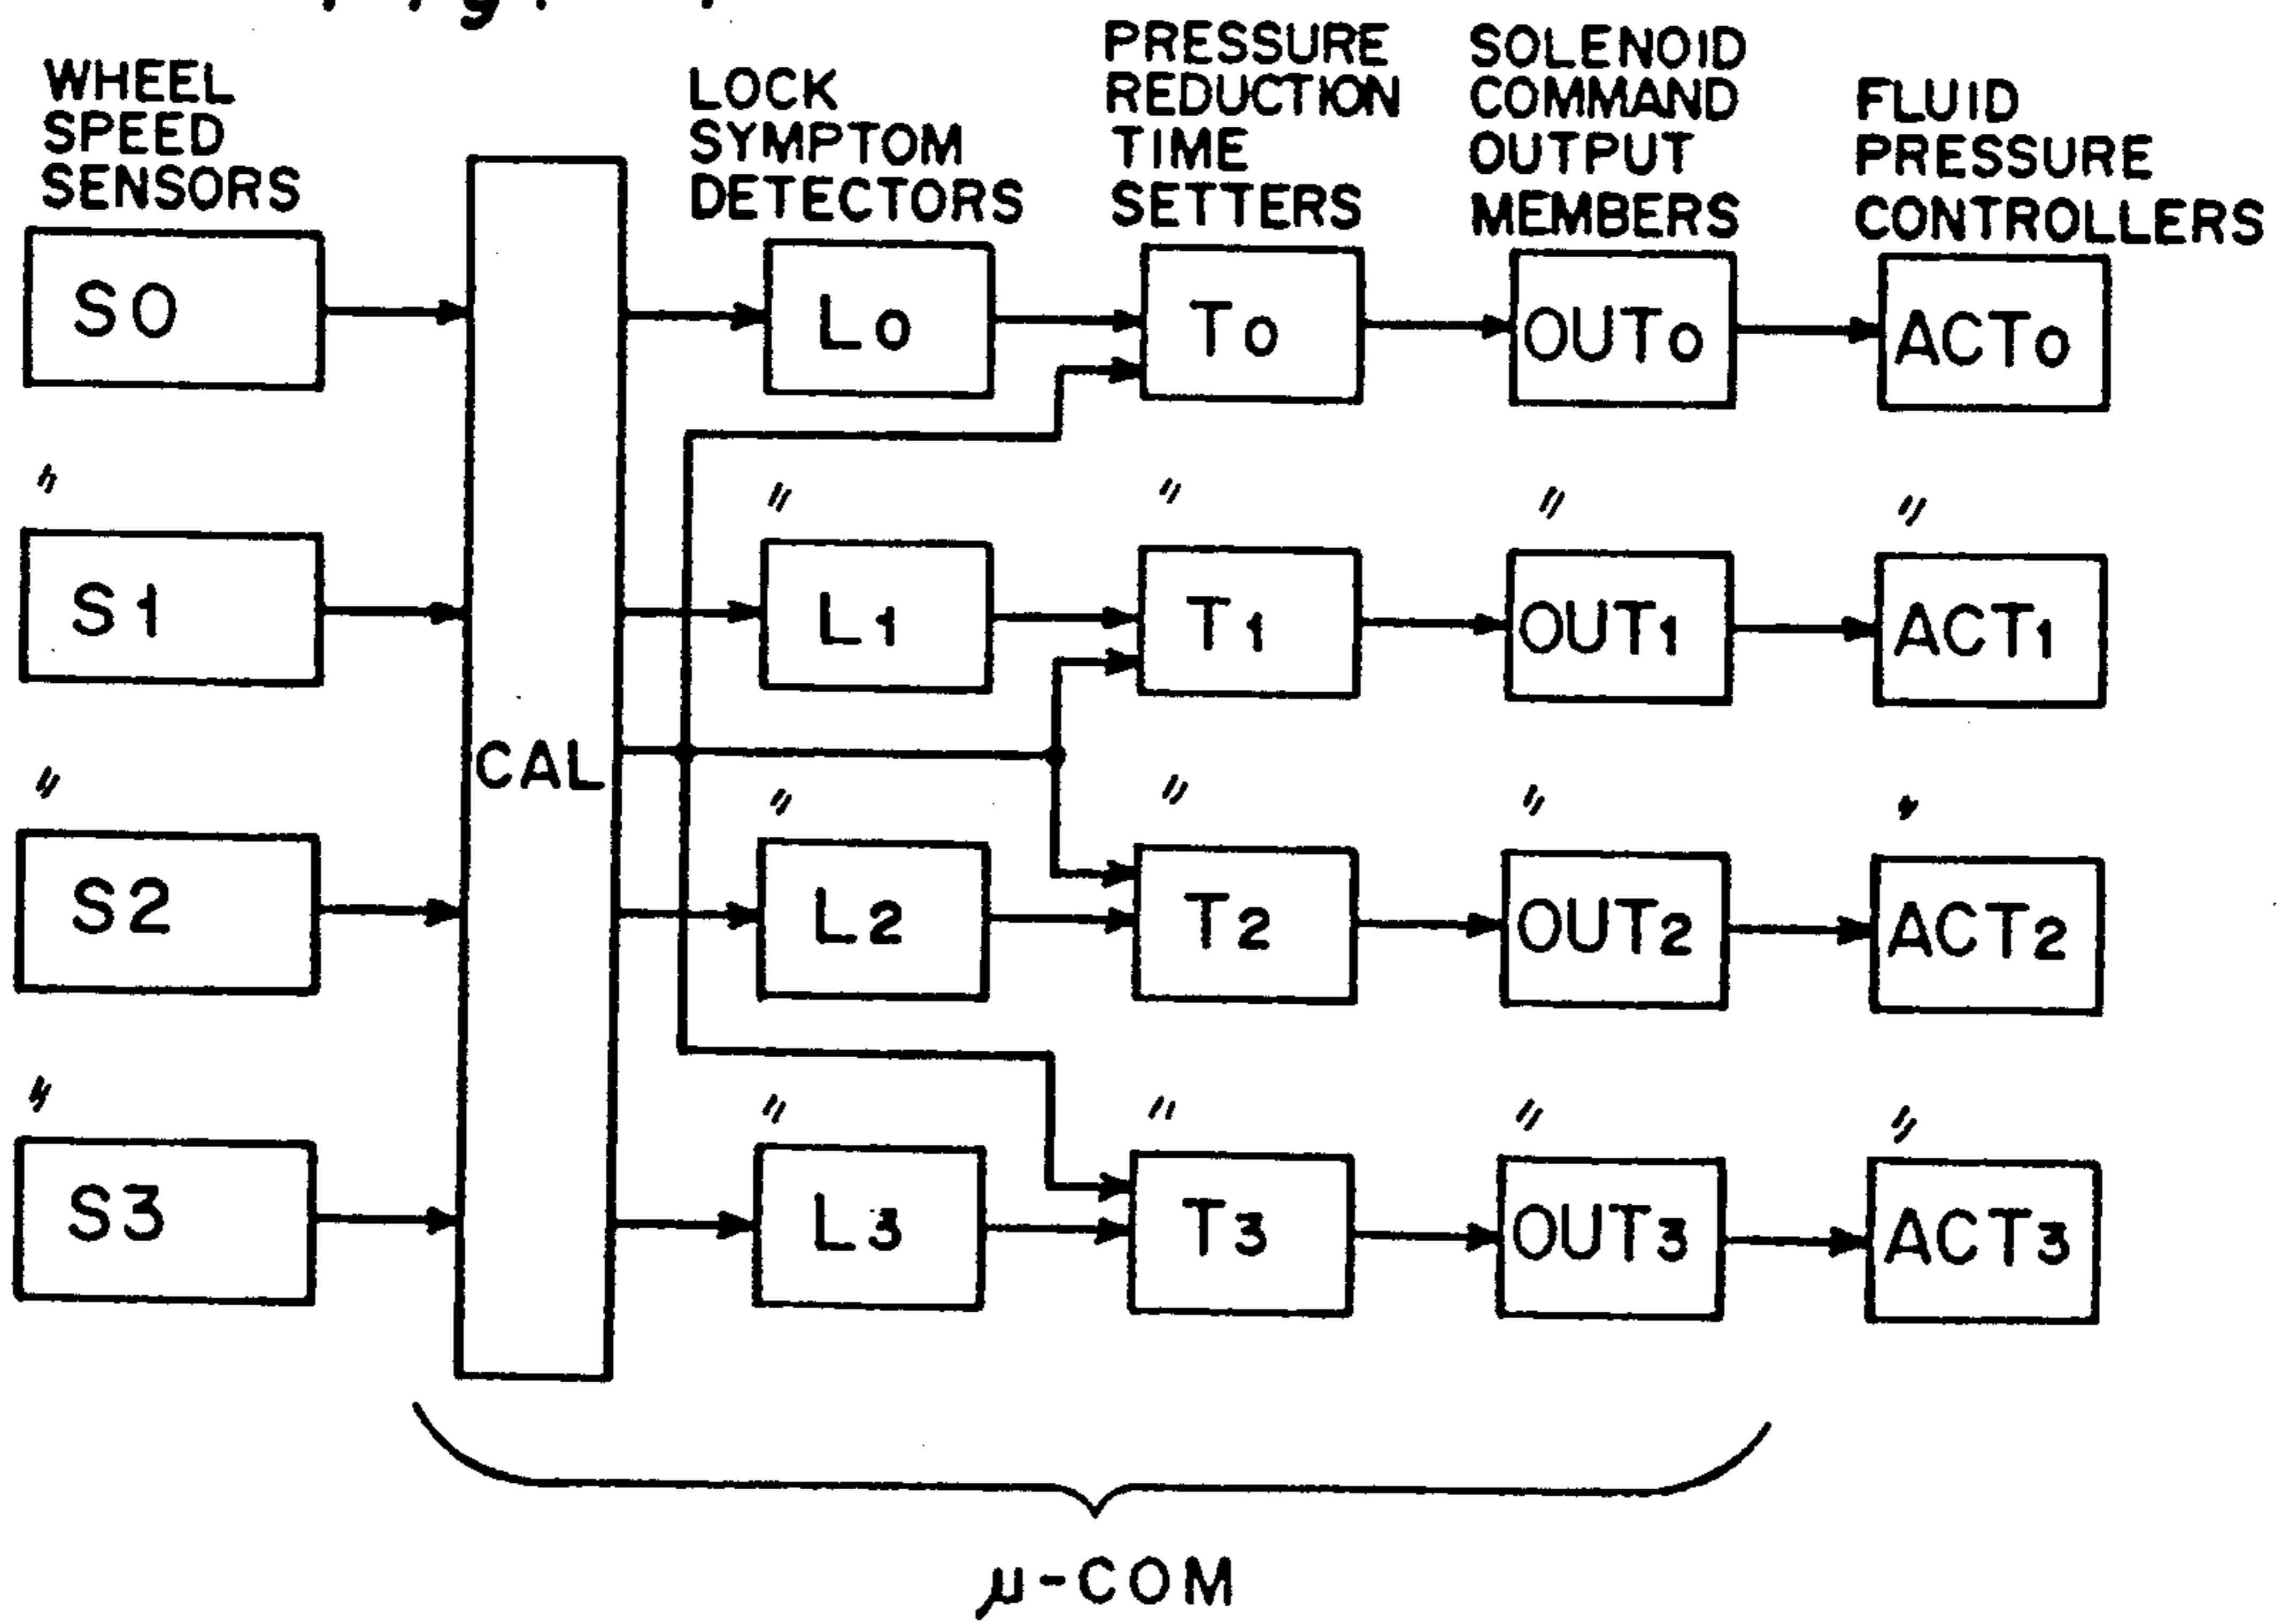 WHEEL
SPEED
SENSORS
LOCK
SYMPTOM
DETECTORS
PRESSURE
REDUCTION
TIME
SETTERS
SOLENOID
COMMAND
OUTPUT
MEMBERS
FLUID
PRESSURE
CONTROLLERS
S0
L0
T0
OUT0
ACT0
" " " " "
S1
L1
T1
OUT1
ACT1
CAL
" " " " "
S2
L2
T2
OUT2
ACT2
" " " " "
S3
L3
T3
OUT3
ACT3
μ-COM